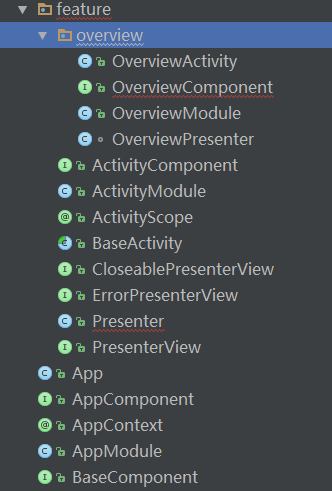 feature
overview
OverviewActivity
OverviewComponent
OverviewModule
OverviewPresenter
ActivityComponent
ActivityModule
ActivityScope
BaseActivity
CloseablePresenterView
ErrorPresenterView
Presenter
PresenterView
App
AppComponent
AppContext
AppModule
BaseComponent